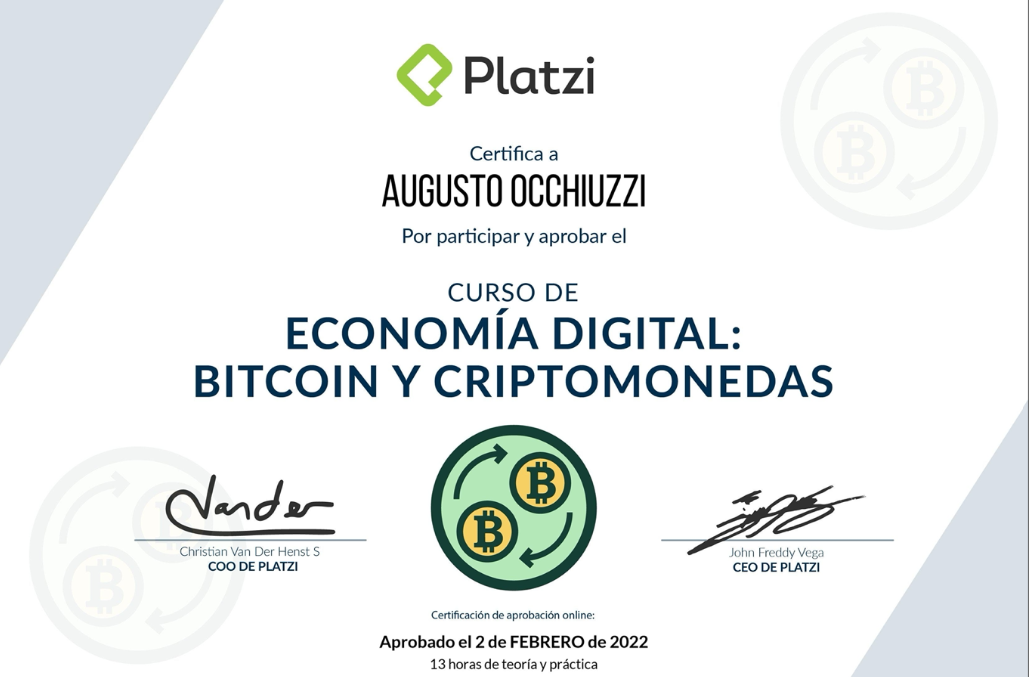 Platzi
Certifica a
AUGUSTO OCCHIUZZI
Por participar y aprobar el
CURSO DE
ECONOMÍA DIGITAL:
BITCOIN Y CRIPTOMONEDAS
Vander
Christian Van Der Henst S
COO DE PLATZI
John Freddy Vega
CEO DE PLATZI
Certificación de aprobación online:
Aprobado el 2 de FEBRERO de 2022
13 horas de teoría y práctica